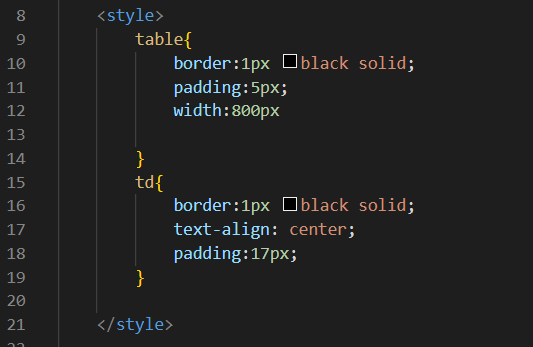 8 <style>
9 table{
10 border:1px black solid;
11 padding:5px;
12 width:800px
13
14 }
15 td{
16 border:1px black solid;
17 text-align: center;
18 padding:17px;
19 }
20
21 </style>